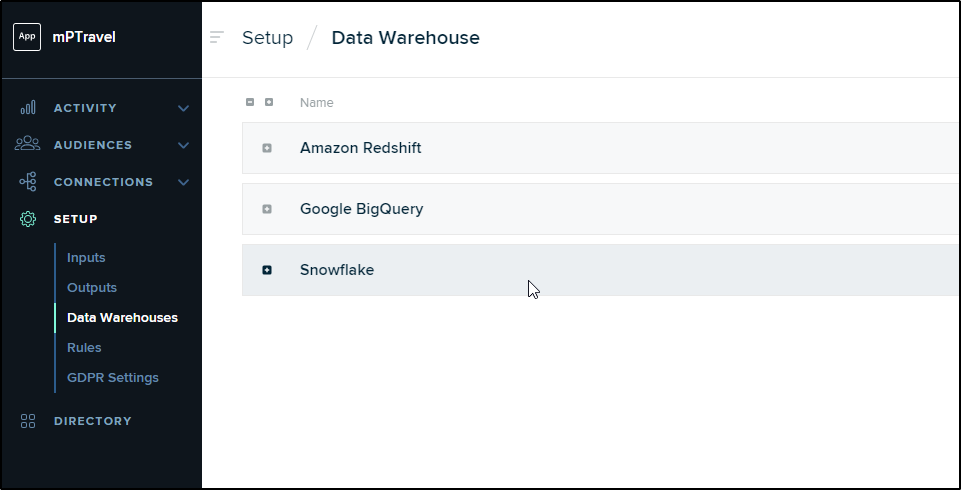 App mPTravel
ACTIVITY
AUDIENCES
CONNECTIONS
SETUP
Inputs
Outputs
Data Warehouses
Rules
GDPR Settings
DIRECTORY
Setup / Data Warehouse
Name
Amazon Redshift
Google BigQuery
Snowflake